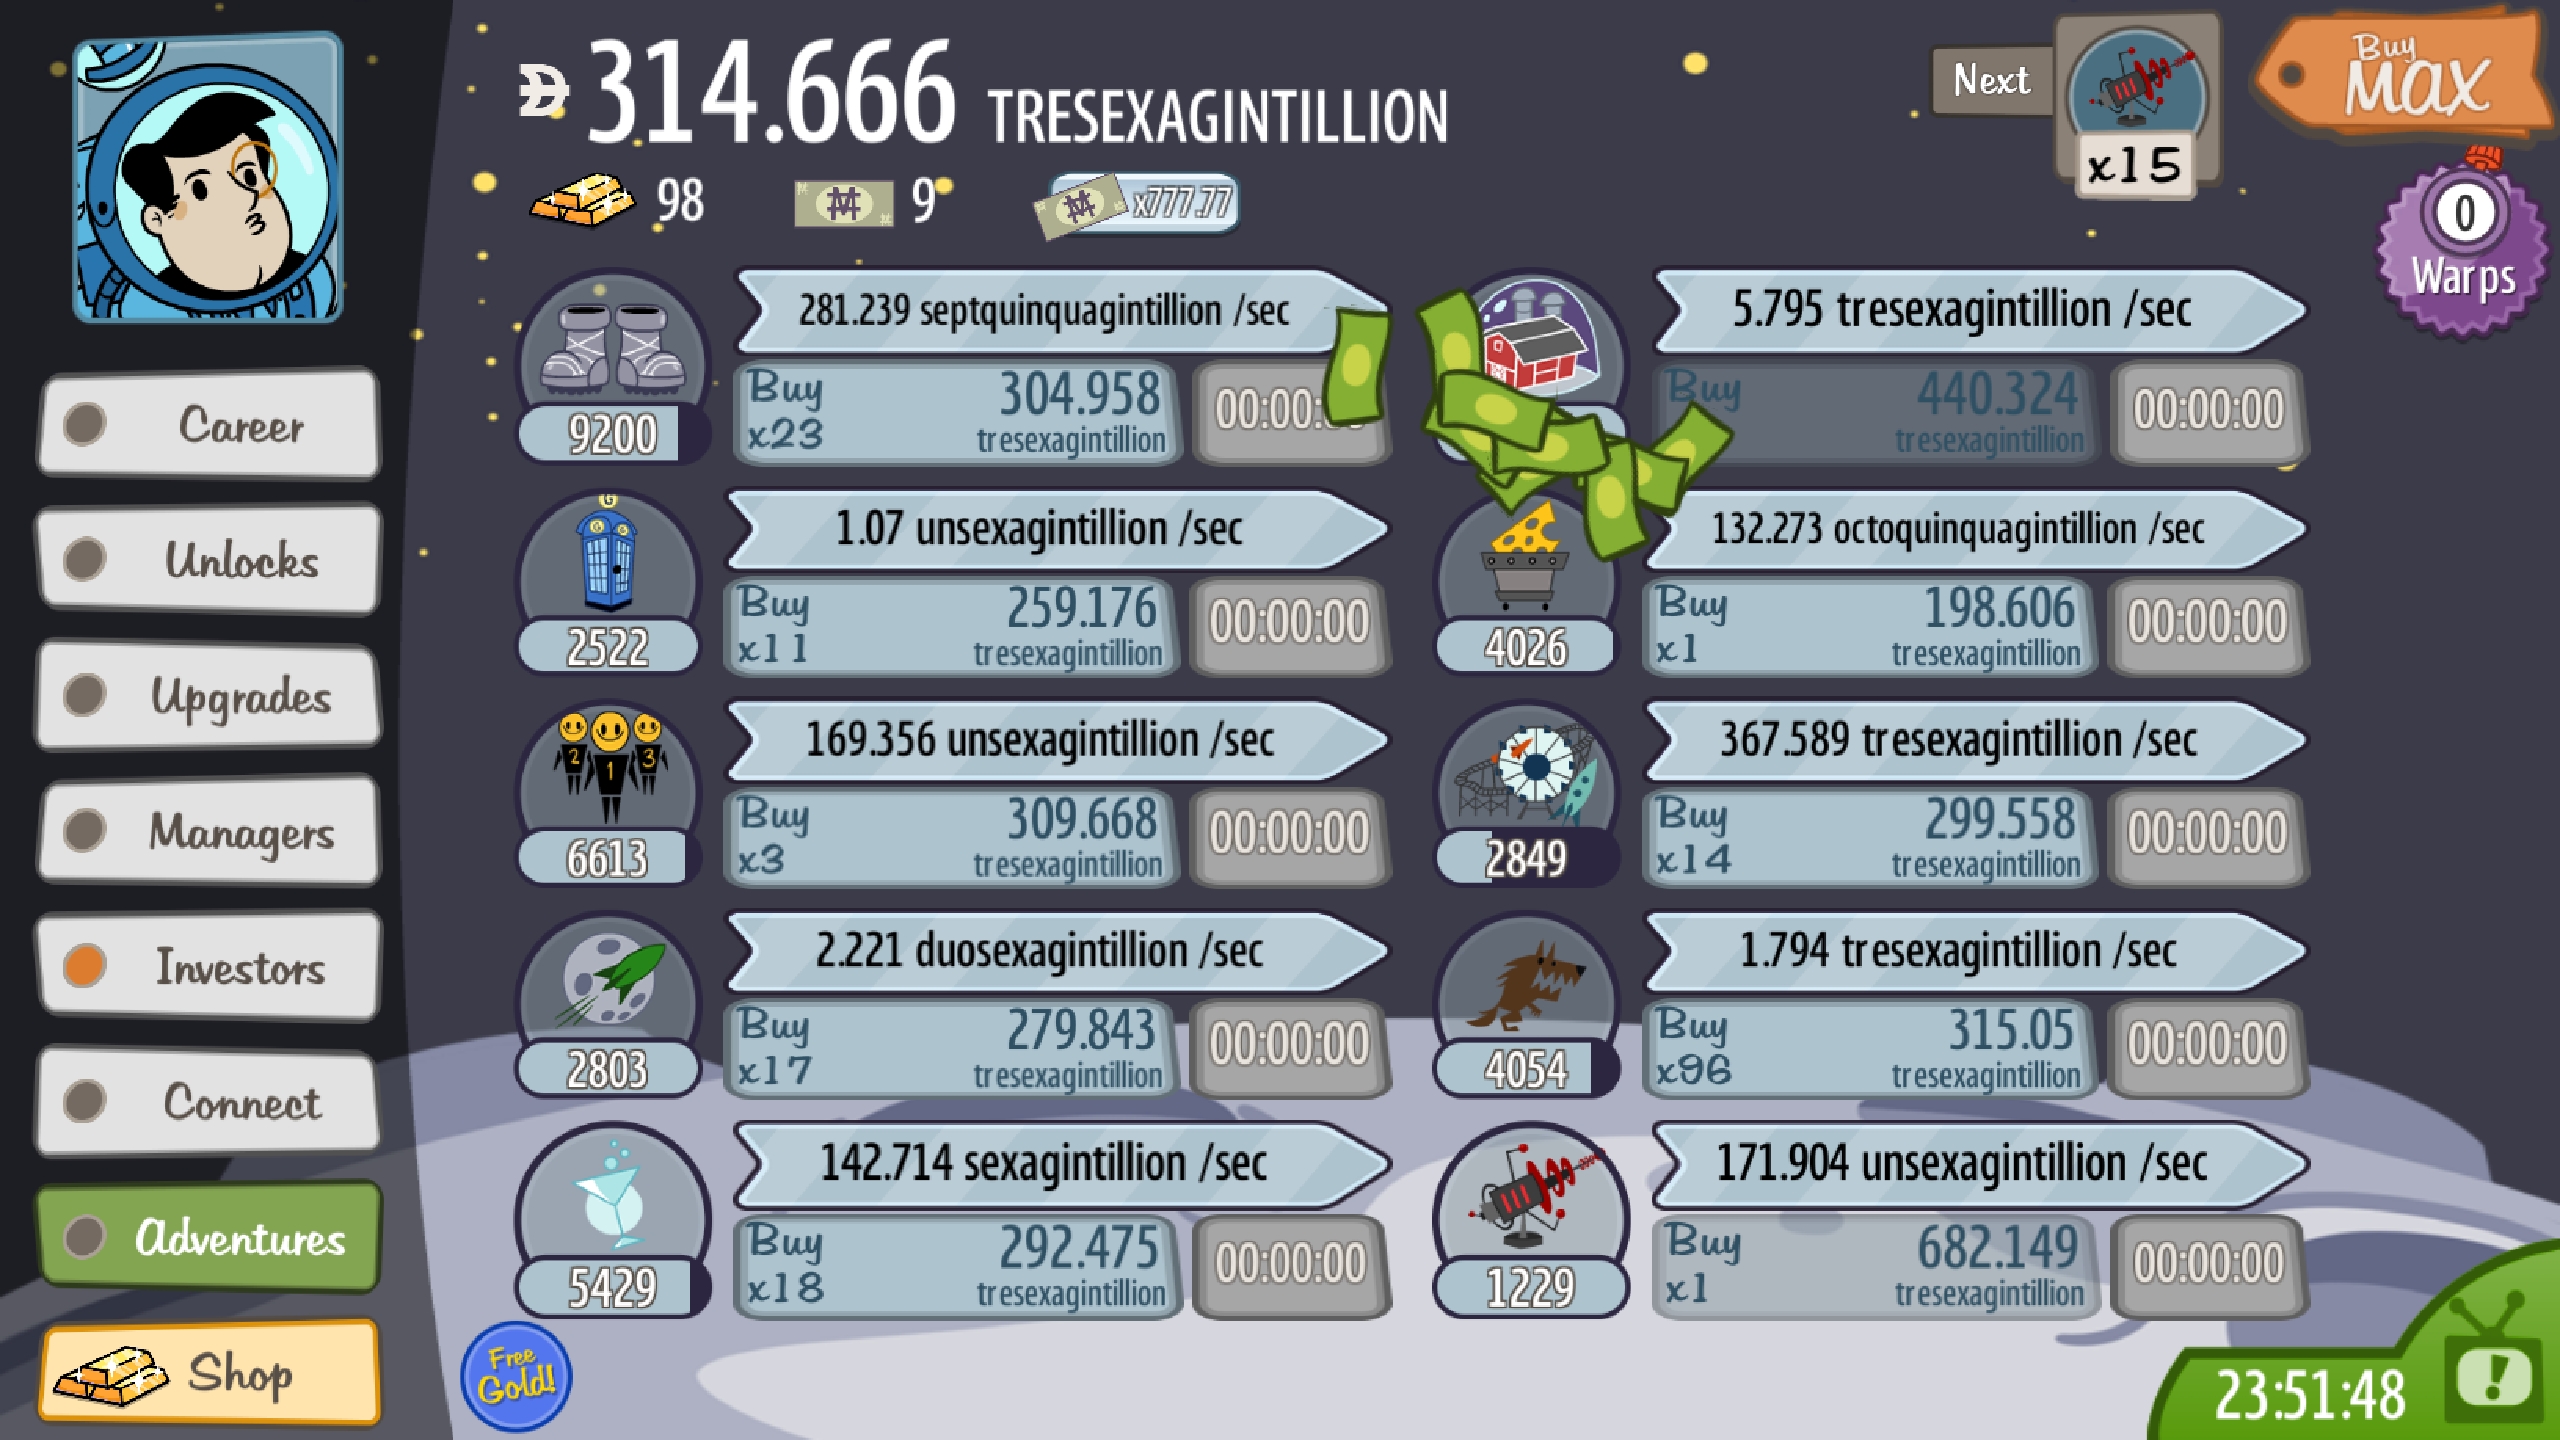 314.666 TRESEXAGINTILLION
98
9
x777.77
Next
x15
Buy
MAX
0
Warps
Career
Unlocks
Upgrades
Managers
Investors
Connect
Adventures
Shop
281.239 septquinquagintillion /sec
Buy 304.958
x23 tresexagintillion
9200
5.795 tresexagintillion /sec
Buy 440.324
tresexagintillion
00:00:00
G
1.07 unsexagintillion /sec
Buy 259.176
x11 tresexagintillion
00:00:00
2522
132.273 octoquinquagintillion /sec
Buy 198.606
x1 tresexagintillion
00:00:00
4026
2 1 3
169.356 unsexagintillion /sec
Buy 309.668
x3 tresexagintillion
00:00:00
6613
367.589 tresexagintillion /sec
Buy 299.558
x14 tresexagintillion
00:00:00
2849
2.221 duosexagintillion /sec
Buy 279.843
x17 tresexagintillion
00:00:00
2803
1.794 tresexagintillion /sec
Buy 315.05
x96 tresexagintillion
00:00:00
4054
142.714 sexagintillion /sec
Buy 292.475
x18 tresexagintillion
00:00:00
5429
171.904 unsexagintillion /sec
Buy 682.149
x1 tresexagintillion
00:00:00
1229
Free
Gold!
23:51:48
!